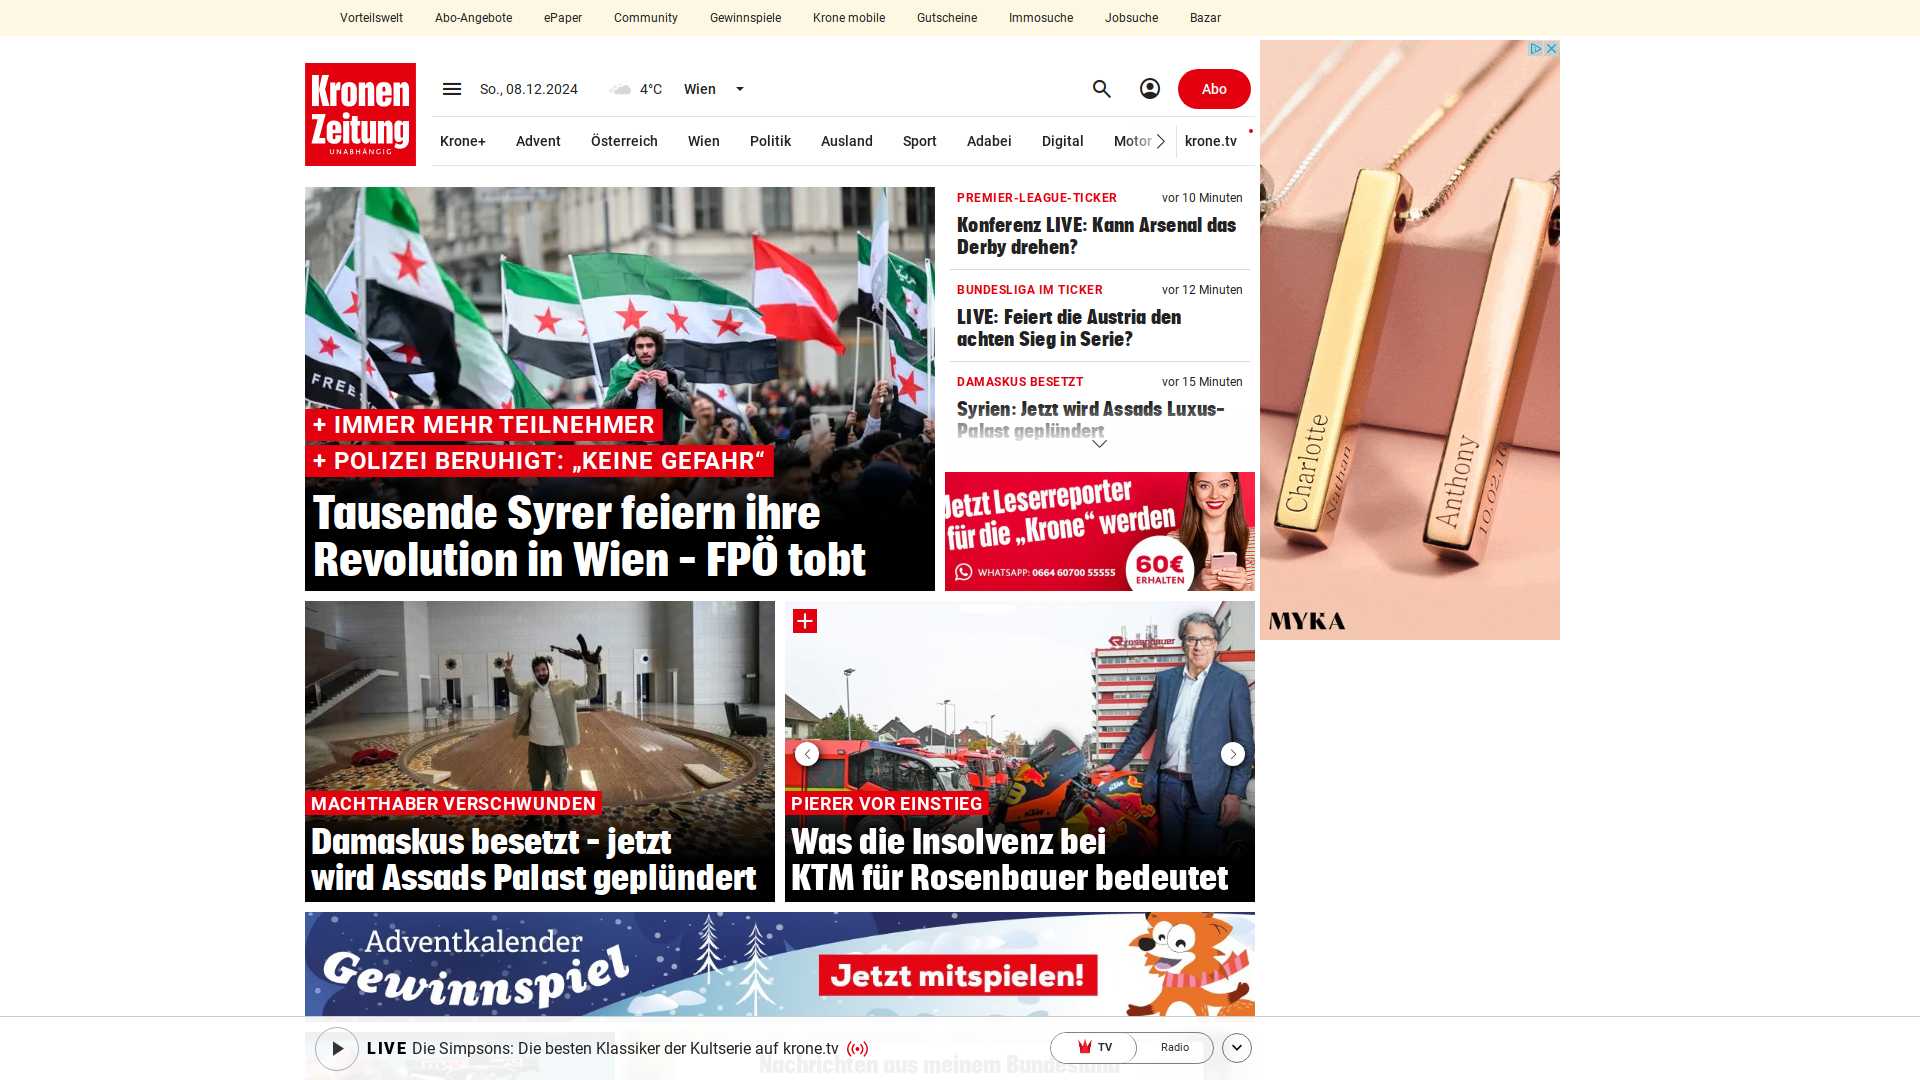 Vorteilswelt Abo-Angebote ePaper Community Gewinnspiele Krone mobile Gutscheine Immosuche Jobsuche Bazar
Kronen
Zeitung
UNABHÄNGIG
So., 08.12.2024 4°C Wien
Abo
Krone+ Advent Österreich Wien Politik Ausland Sport Adabei Digital Motor krone.tv
FREE
+ IMMER MEHR TEILNEHMER
+ POLIZEI BERUHIGT: „KEINE GEFAHR“
Tausende Syrer feiern ihre
Revolution in Wien – FPÖ tobt
PREMIER-LEAGUE-TICKER vor 10 Minuten
Konferenz LIVE: Kann Arsenal das
Derby drehen?
BUNDESLIGA IM TICKER vor 12 Minuten
LIVE: Feiert die Austria den
achten Sieg in Serie?
DAMASKUS BESETZT vor 15 Minuten
Syrien: Jetzt wird Assads Luxus-
Palast geplündert
Jetzt Leserreporter
für die „Krone“ werden
WHATSAPP: 0664 60700 55555
60€
ERHALTEN
Charlotte
Nathan
Anthony
10.02.16
MYKA
MACHTHABER VERSCHWUNDEN
Damaskus besetzt – jetzt
wird Assads Palast geplündert
rosenbauer
KTM
PIERER VOR EINSTIEG
Was die Insolvenz bei
KTM für Rosenbauer bedeutet
Adventkalender
Gewinnspiel
Jetzt mitspielen!
LIVE Die Simpsons: Die besten Klassiker der Kultserie auf krone.tv
TV Radio
Nachrichten aus meinem Bundesland